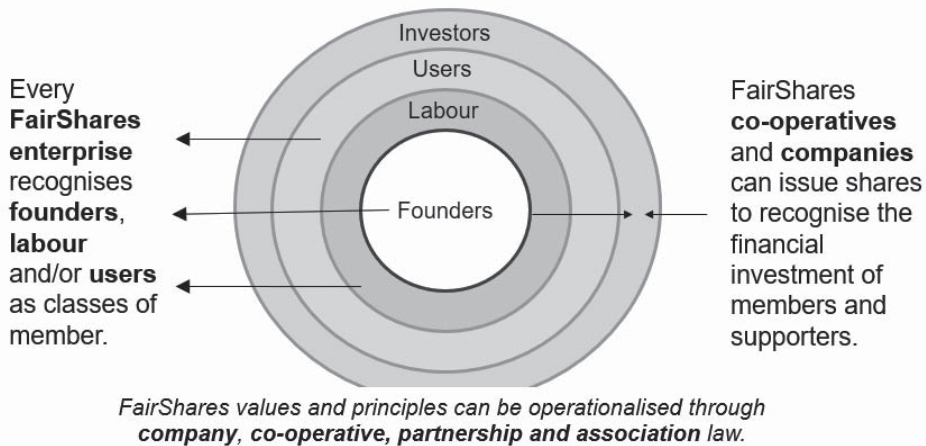 Every
FairShares
enterprise
recognises
founders,
labour
and/or users
as classes of
member.
Investors
Users
Labour
Founders
FairShares
co-operatives
and companies
can issue shares
to recognise the
financial
investment of
members and
supporters.
FairShares values and principles can be operationalised through
company, co-operative, partnership and association law.